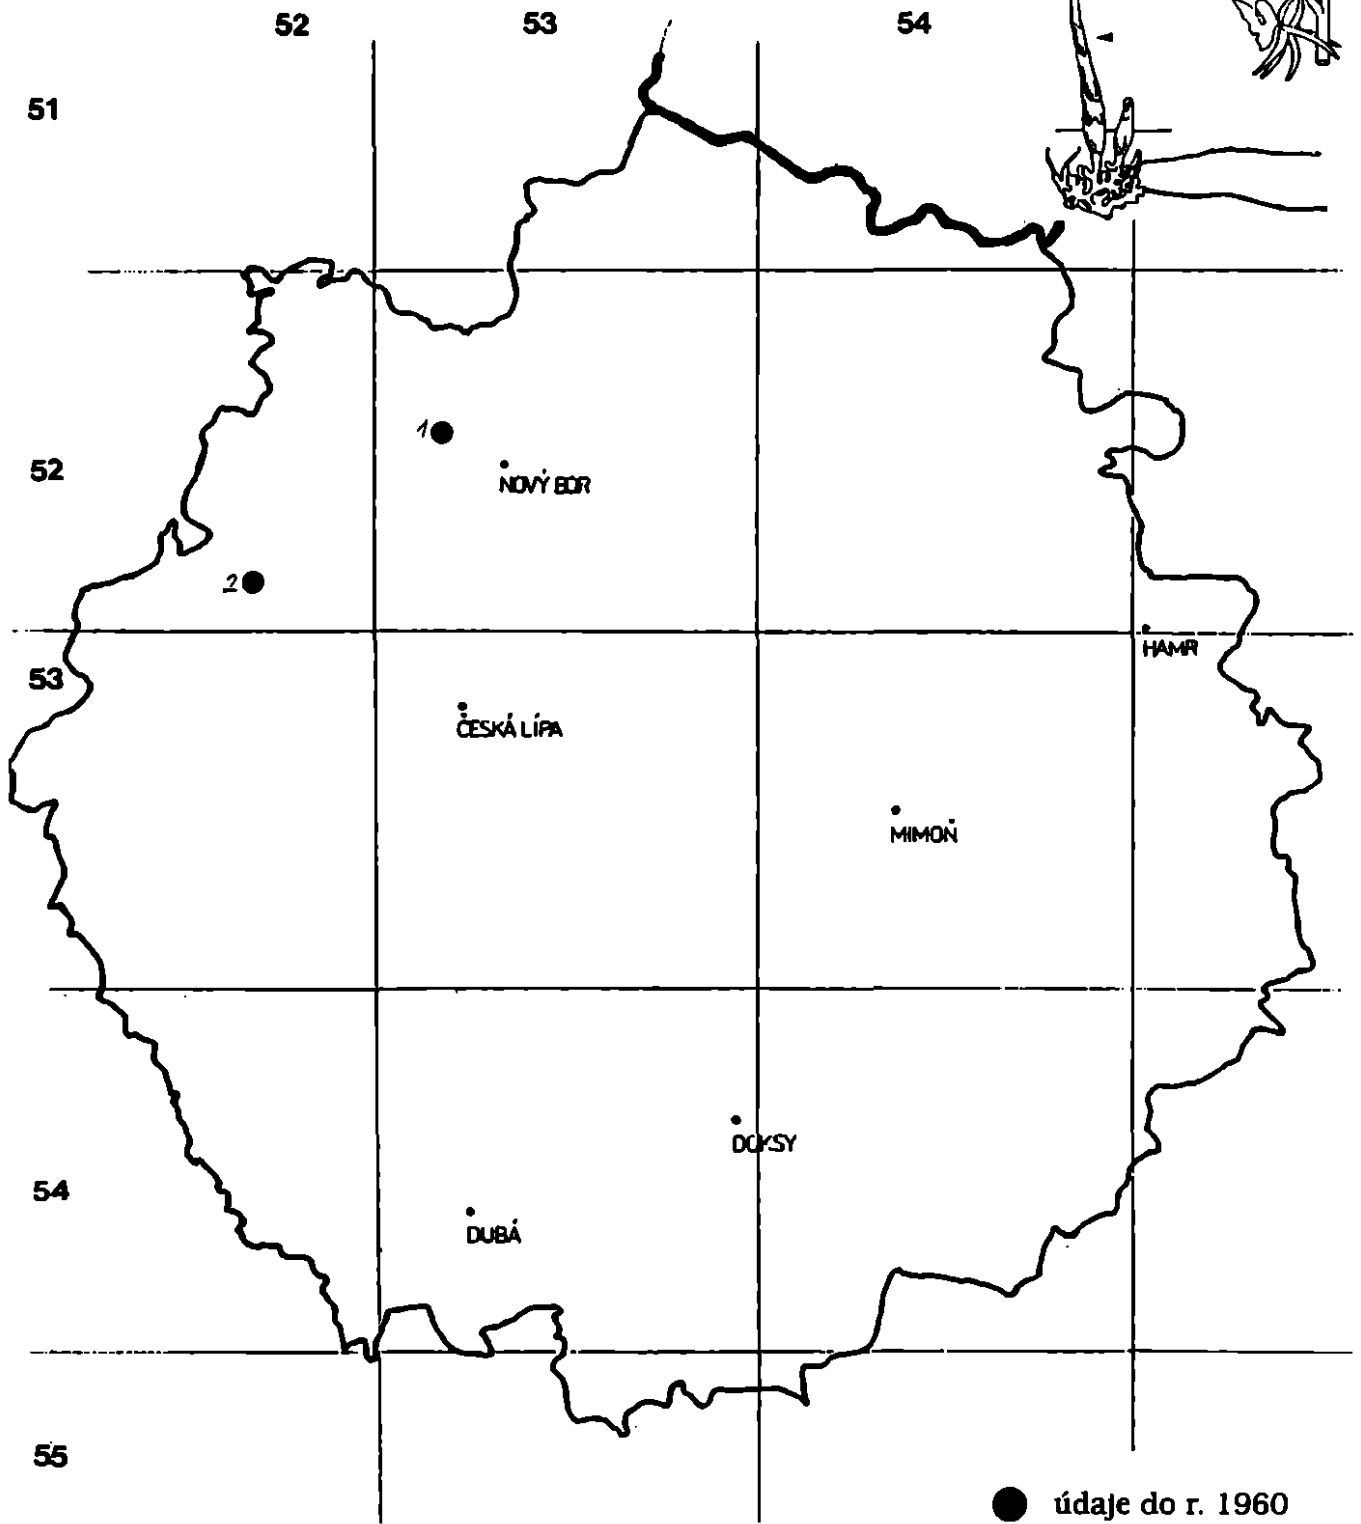 52 53 54
51
1
52
NOVÝ BOR
2
HAMR
53
ČESKÁ LÍPA
MIMOŇ
DOKSY
54
DUBÁ
55
údaje do r. 1960